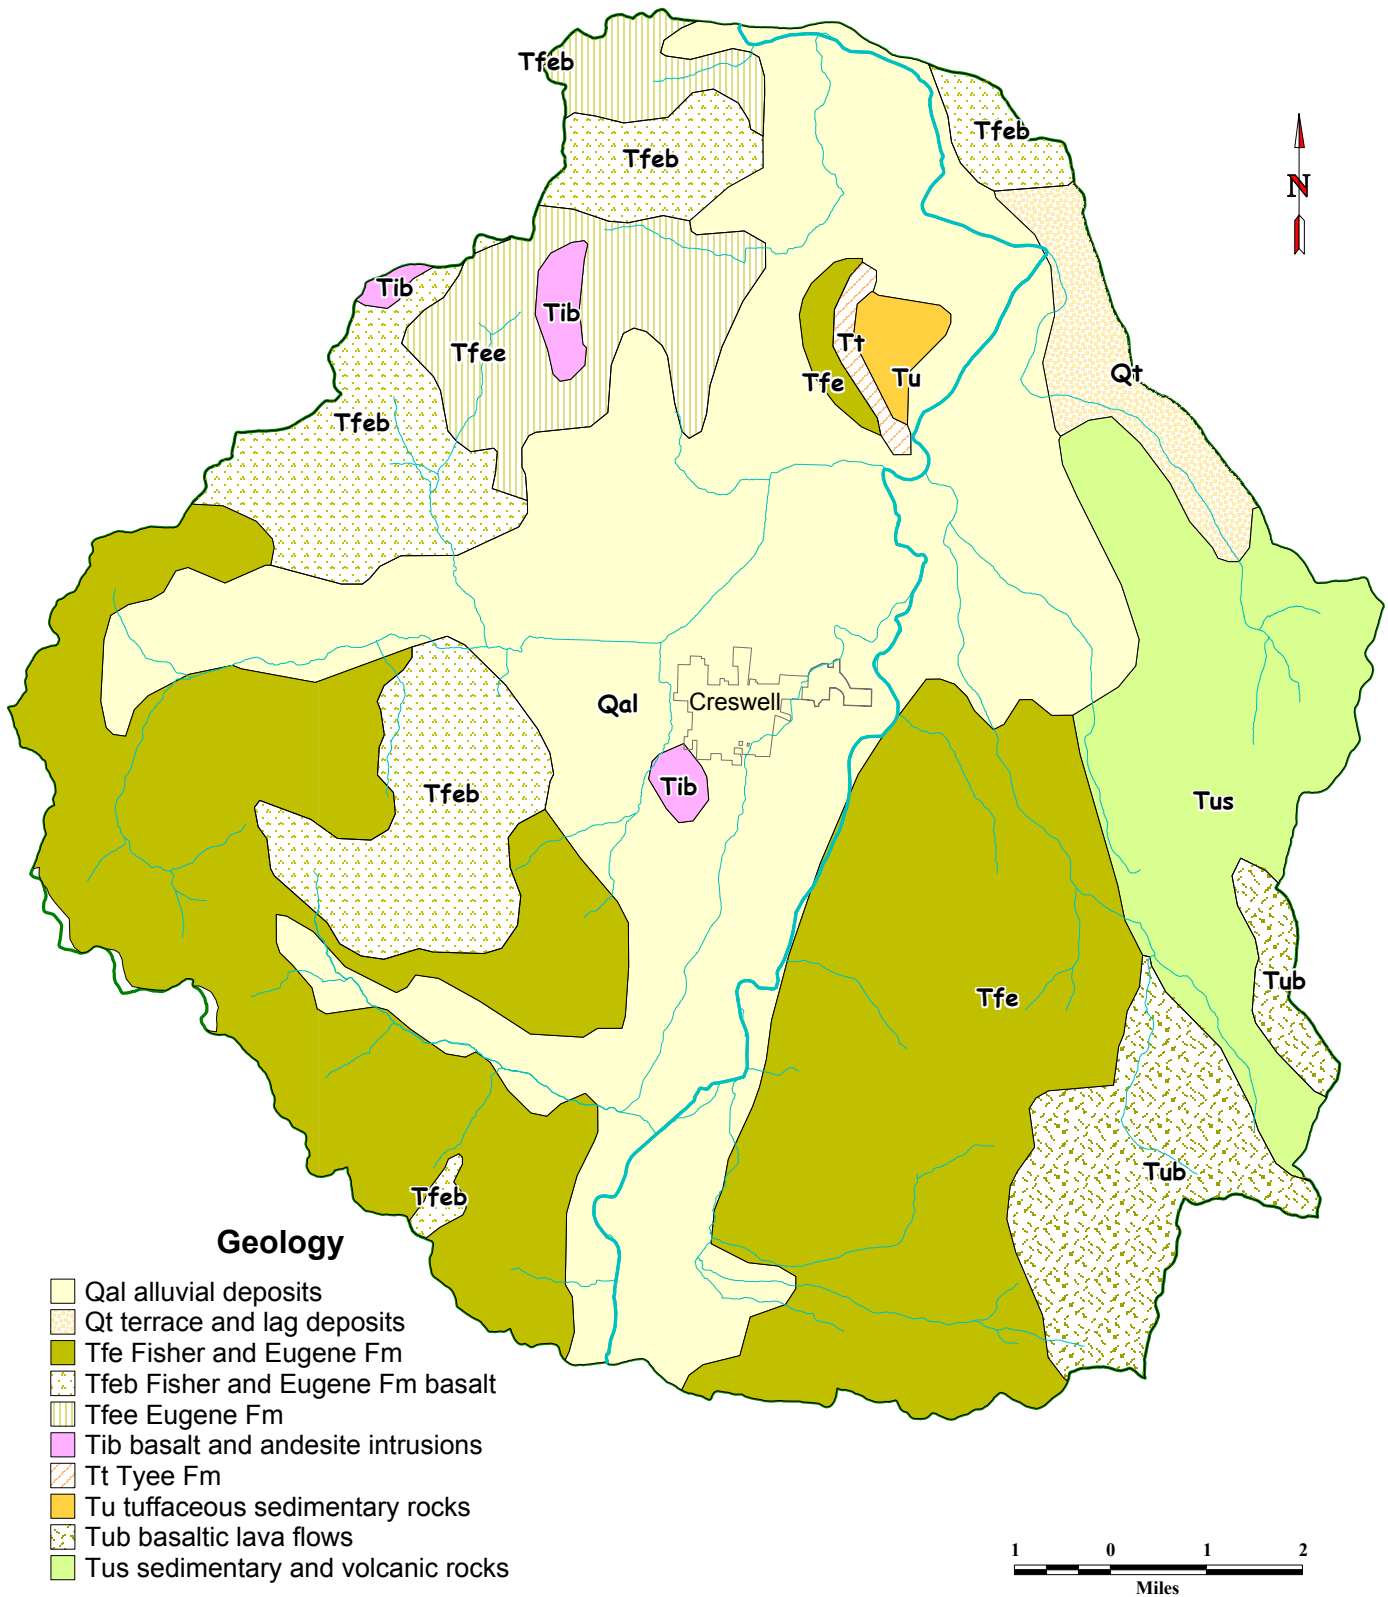 Tfeb
Tfeb
Tfeb
N
Tib
Tib
Tfee
Tt
Tfe
Tu
Qt
Tfeb
Qal
Creswell
Tib
Tfeb
Tus
Tub
Tfe
Tub
Tfeb
Geology
Qal alluvial deposits
Qt terrace and lag deposits
Tfe Fisher and Eugene Fm
Tfeb Fisher and Eugene Fm basalt
Tfee Eugene Fm
Tib basalt and andesite intrusions
Tt Tyee Fm
Tu tuffaceous sedimentary rocks
Tub basaltic lava flows
Tus sedimentary and volcanic rocks
1 0 1 2
Miles